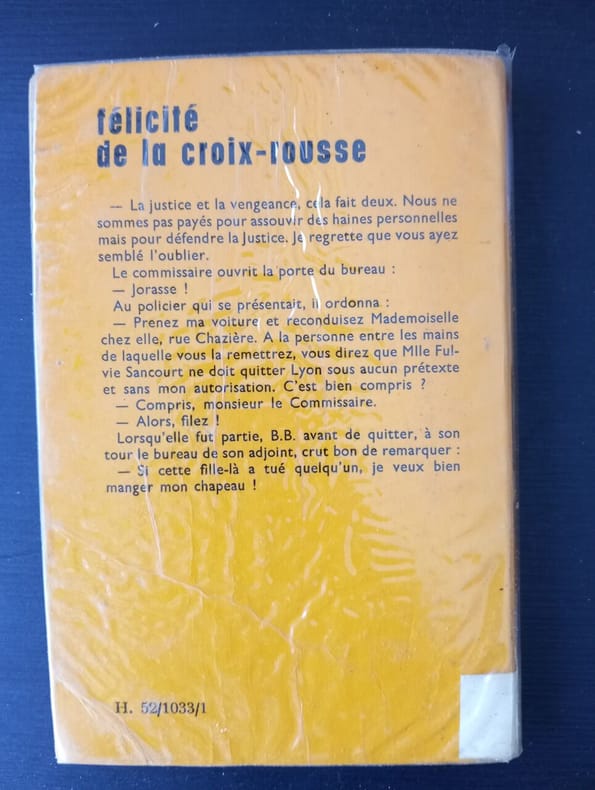 félicité
de la croix-rousse
— La justice et la vengeance, cela fait deux. Nous ne
sommes pas payés pour assouvir des haines personnelles
mais pour défendre la Justice. Je regrette que vous ayez
semblé l'oublier.
Le commissaire ouvrit la porte du bureau :
— Jorasse !
Au policier qui se présentait, il ordonna :
— Prenez ma voiture et reconduisez Mademoiselle
chez elle, rue Chazière. A la personne entre les mains
de laquelle vous la remettrez, vous direz que Mlle Ful-
vie Sancourt ne doit quitter Lyon sous aucun prétexte
et sans mon autorisation. C'est bien compris ?
— Compris, monsieur le Commissaire.
— Alors, filez !
Lorsqu'elle fut partie, B.B. avant de quitter, à son
tour le bureau de son adjoint, crut bon de remarquer :
— Si cette fille-là a tué quelqu'un, je veux bien
manger mon chapeau !
H. 52/1033/1